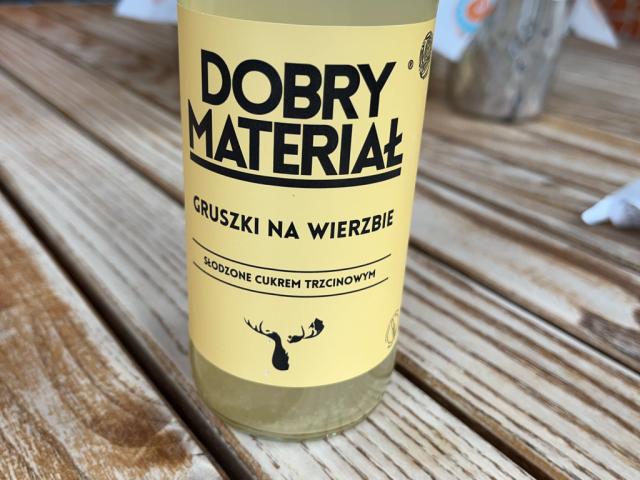 DOBRY
MATERIAŁ
GRUSZKI NA WIERZBIE
SŁODZONE CUKREM TRZCINOWYM